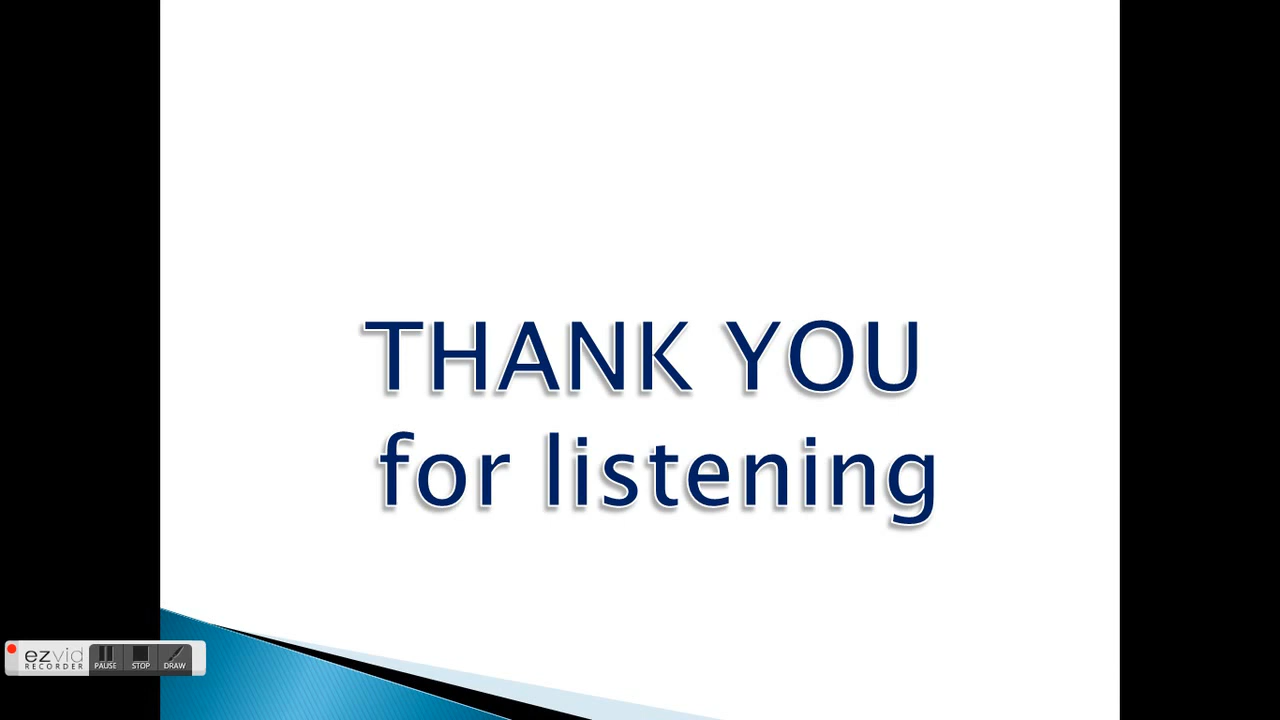 THANK YOU
for listening
ezvid
RECORDER
PAUSE
STOP
DRAW